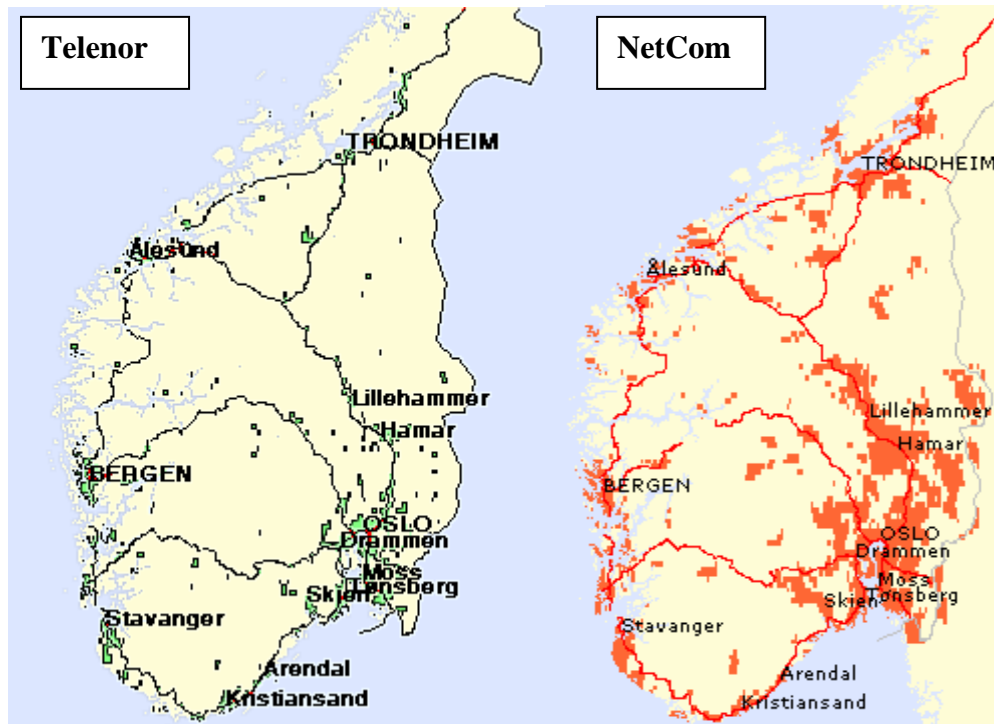 Telenor
TRONDHEIM
Ålesund
Lillehammer
Hamar
BERGEN
OSLO
Drammen
Moss
Tønsberg
Skien
Stavanger
Arendal
Kristiansand
NetCom
TRONDHEIM
Ålesund
Lillehammer
Hamar
BERGEN
OSLO
Drammen
Moss
Tønsberg
Skien
Stavanger
Arendal
Kristiansand